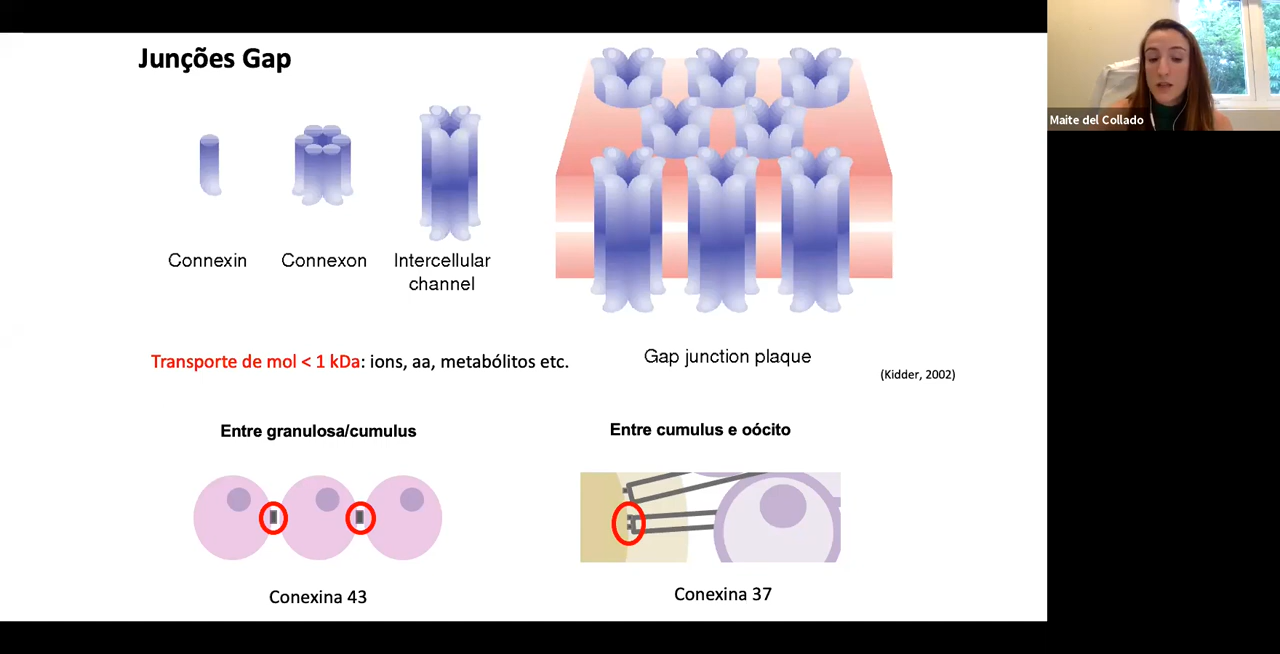 Junções Gap
Maite del Collado
Connexin
Connexon
Intercellular
channel
Gap junction plaque
Transporte de mol < 1 kDa: ions, aa, metabólitos etc.
(Kidder, 2002)
Entre granulosa/cumulus
Entre cumulus e oócito
Conexina 43
Conexina 37